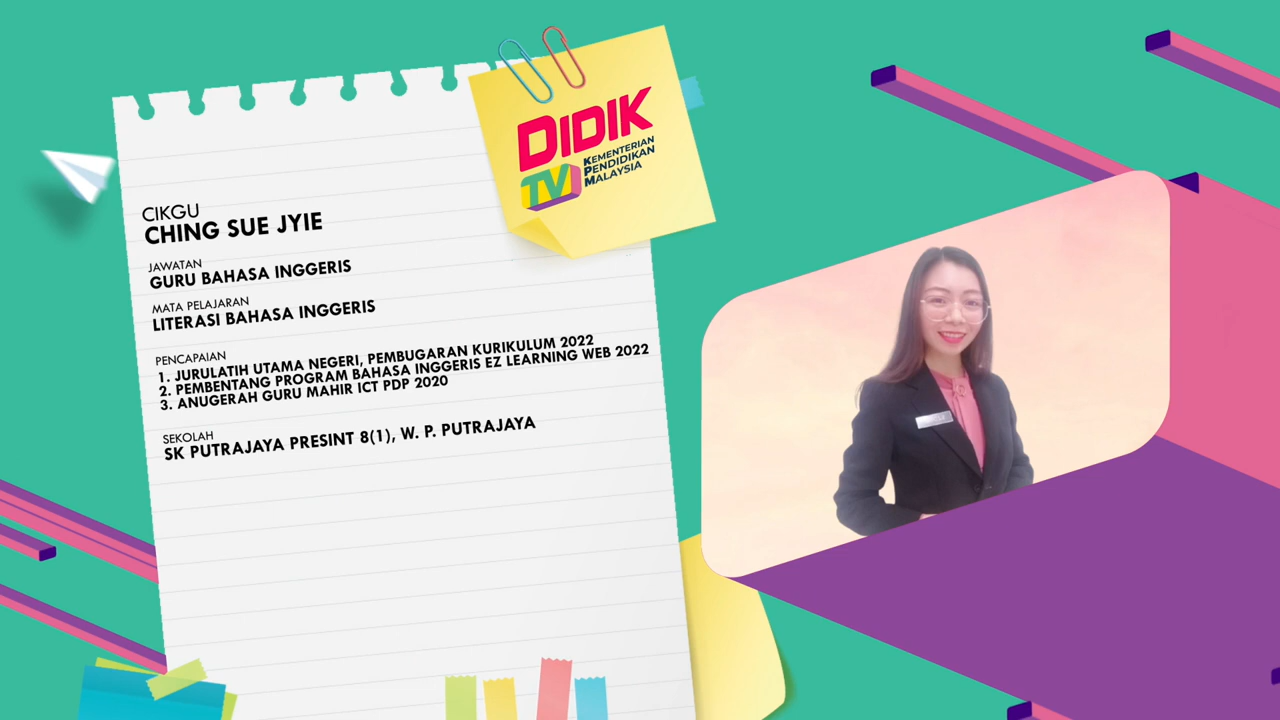 DIDIK
TV
KEMENTERIAN
PENDIDIKAN
MALAYSIA
CIKGU
CHING SUE JYIE
JAWATAN
GURU BAHASA INGGERIS
MATA PELAJARAN
LITERASI BAHASA INGGERIS
PENCAPAIAN
1. JURULATIH UTAMA NEGERI, PEMBUGARAN KURIKULUM 2022
2. PEMBENTANG PROGRAM BAHASA INGGERIS EZ LEARNING WEB 2022
3. ANUGERAH GURU MAHIR ICT PDP 2020
SEKOLAH
SK PUTRAJAYA PRESINT 8(1), W. P. PUTRAJAYA